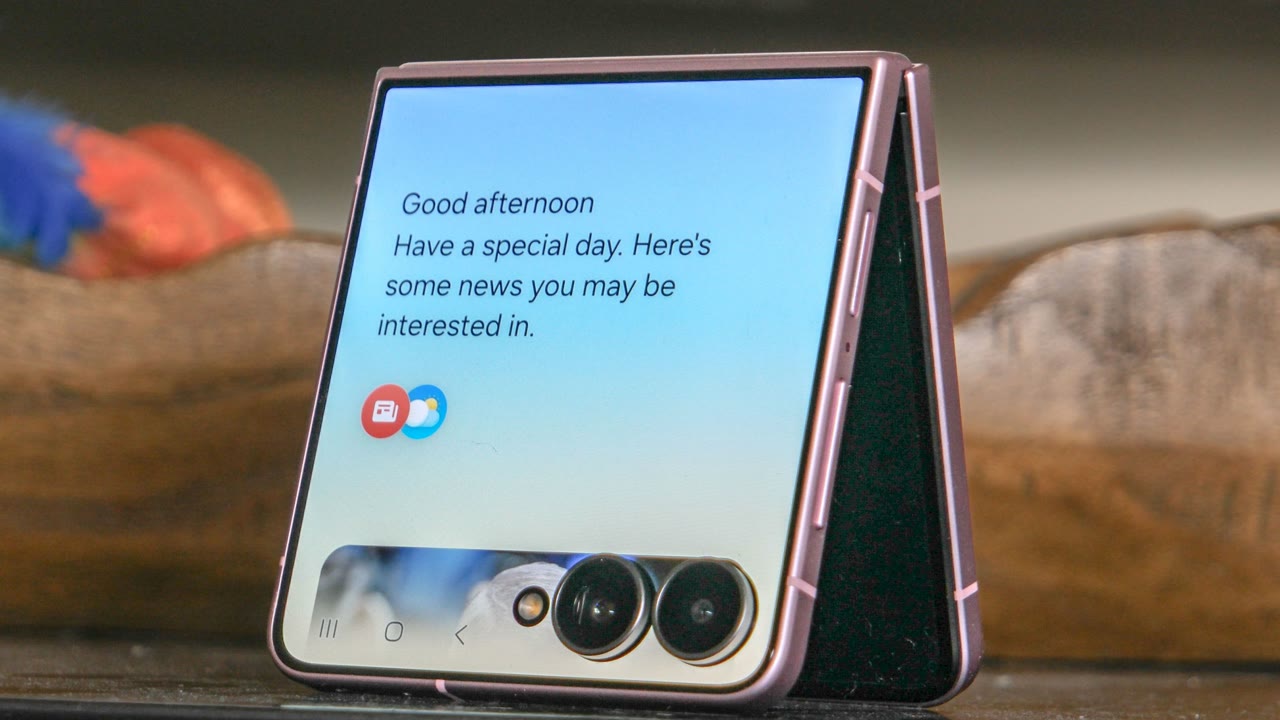 Good afternoon
Have a special day. Here's
some news you may be
interested in.